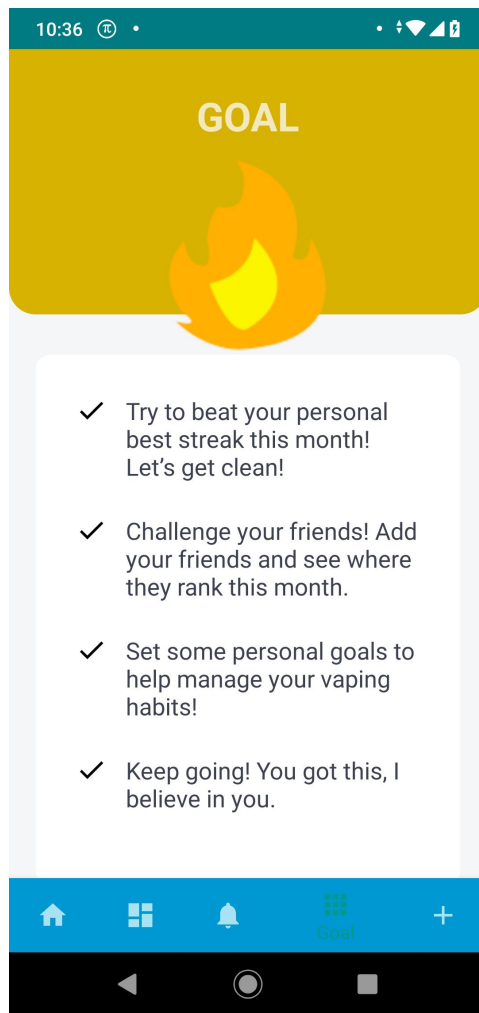 10:36
GOAL
Try to beat your personal
best streak this month!
Let’s get clean!
Challenge your friends! Add
your friends and see where
they rank this month.
Set some personal goals to
help manage your vaping
habits!
Keep going! You got this, I
believe in you.
Goal